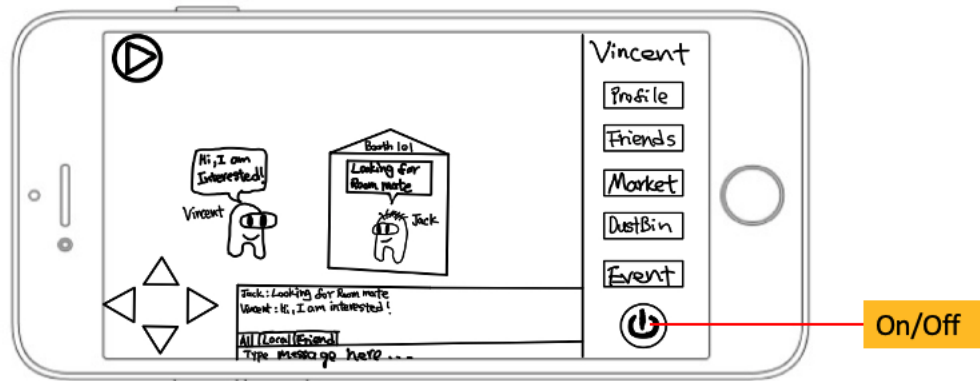 Vincent
Profile
Friends
Market
DustBin
Event
On/Off
Booth 101
Looking for
Room mate
Jack
Hi, I am
Interested!
Vincent
Jack: Looking for Room mate
Vincent: Hi, I am interested!
All Local Friend
Type message here ...